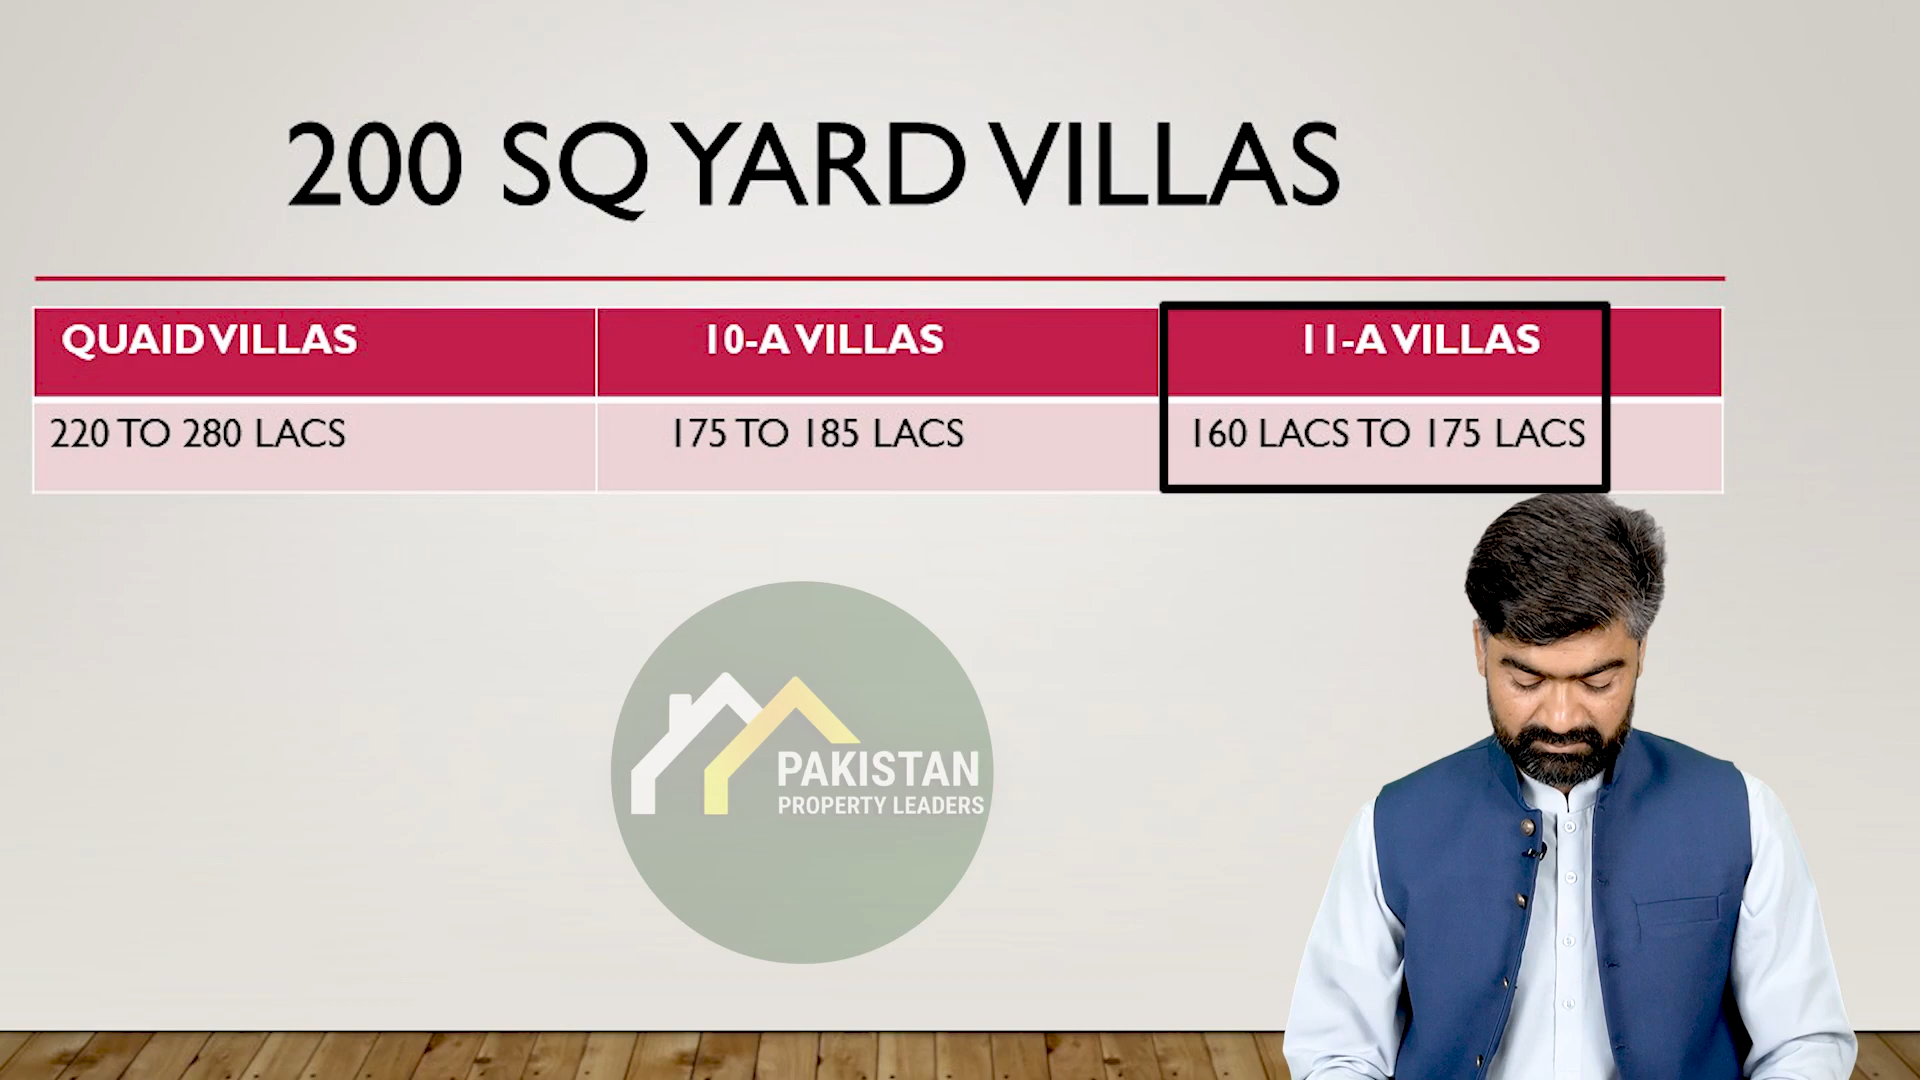 200 SQ YARD VILLAS
QUAID VILLAS
10-A VILLAS
11-A VILLAS
220 TO 280 LACS
175 TO 185 LACS
160 LACS TO 175 LACS
PAKISTAN
PROPERTY LEADERS